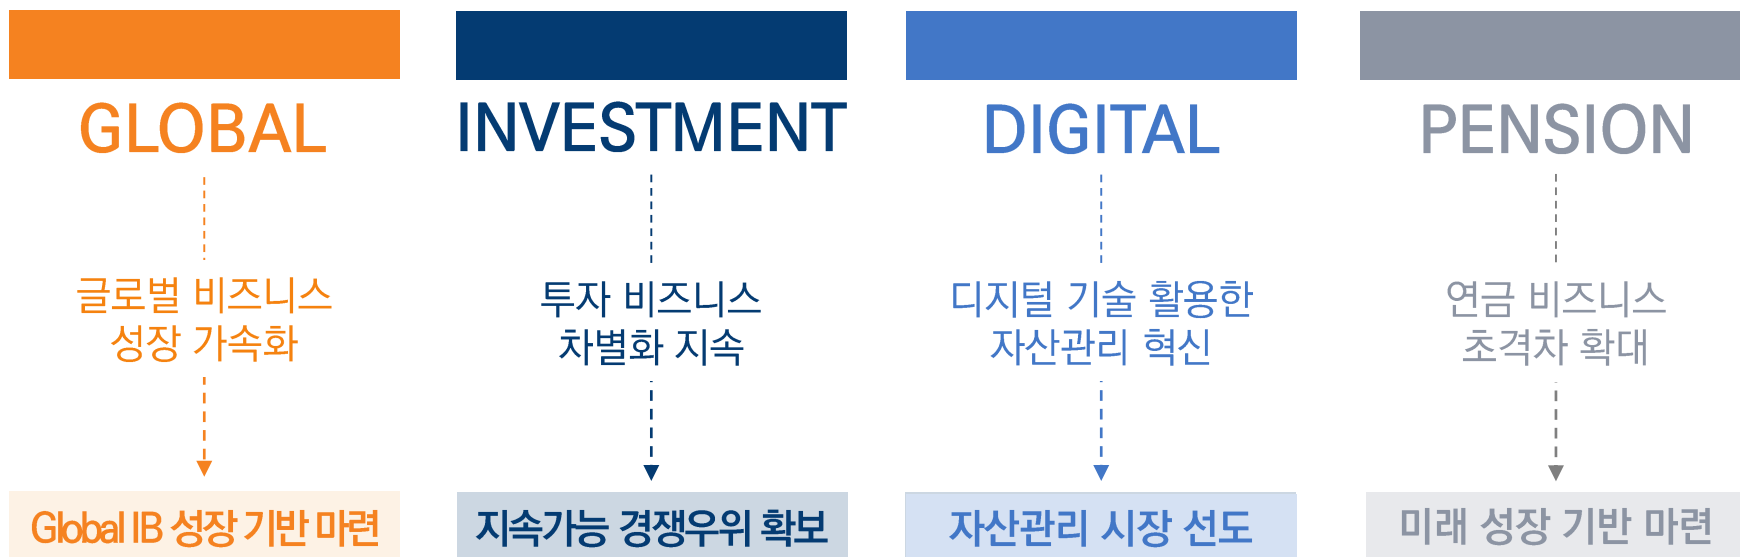 GLOBAL
글로벌 비즈니스
성장 가속화
Global IB 성장 기반 마련
INVESTMENT
투자 비즈니스
차별화 지속
지속가능 경쟁우위 확보
DIGITAL
디지털 기술 활용한
자산관리 혁신
자산관리 시장 선도
PENSION
연금 비즈니스
초격차 확대
미래 성장 기반 마련